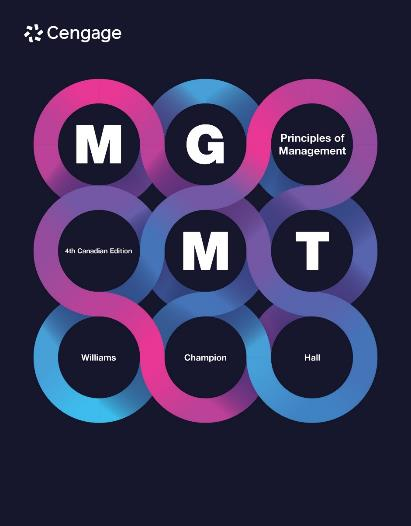 Cengage
M G Principles of
Management
4th Canadian Edition M T
Williams Champion Hall